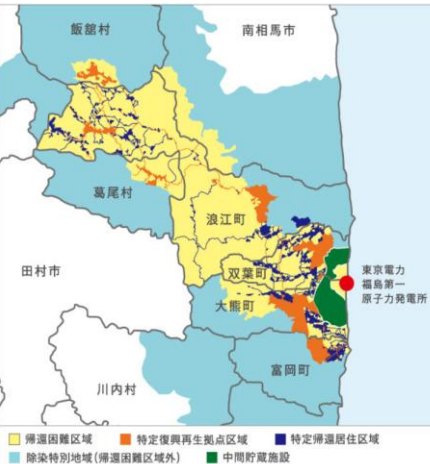 飯舘村
南相馬市
葛尾村
浪江町
田村市
双葉町
大熊町
東京電力
福島第一
原子力発電所
富岡町
川内村
帰還困難区域 特定復興再生拠点区域 特定帰還居住区域
除染特別地域(帰還困難区域外) 中間貯蔵施設